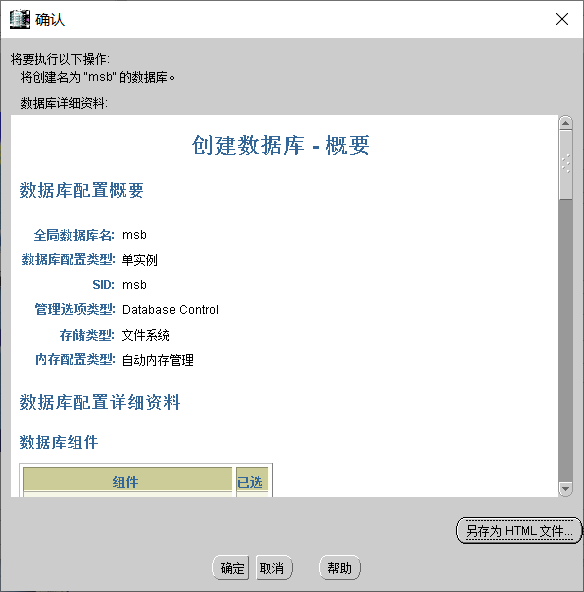 确认
将要执行以下操作:
将创建名为 "msb" 的数据库。
数据库详细资料:
创建数据库 - 概要
数据库配置概要
全局数据库名: msb
数据库配置类型: 单实例
SID: msb
管理选项类型: Database Control
存储类型: 文件系统
内存配置类型: 自动内存管理
数据库配置详细资料
数据库组件
组件 已选
另存为 HTML 文件...
确定 取消 帮助